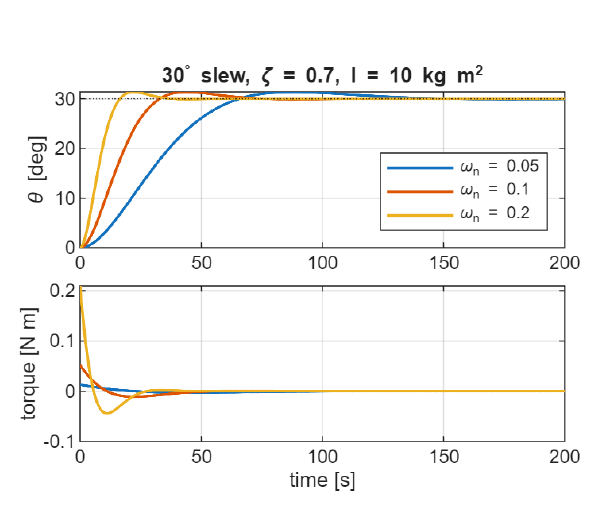 30° slew, ζ = 0.7, I = 10 kg m²
θ [deg]
30
20
10
0
0 50 100 150 200
ωₙ = 0.05
ωₙ = 0.1
ωₙ = 0.2
torque [N m]
0.2
0.1
0
-0.1
0 50 100 150 200
time [s]